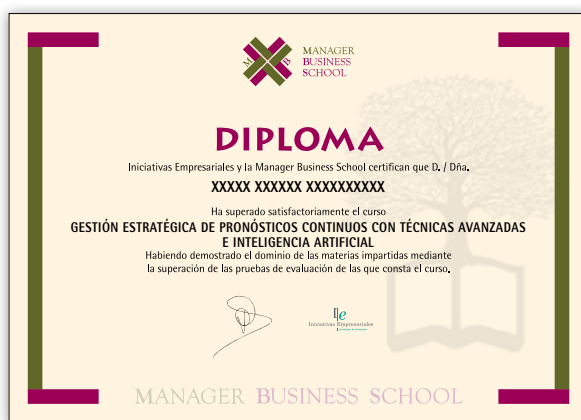 M B
MANAGER
BUSINESS
SCHOOL
DIPLOMA
Iniciativas Empresariales y la Manager Business School certifican que D. / Dña.
XXXXX XXXXXX XXXXXXXXXX
Ha superado satisfactoriamente el curso
GESTIÓN ESTRATÉGICA DE PRONÓSTICOS CONTINUOS CON TÉCNICAS AVANZADAS
E INTELIGENCIA ARTIFICIAL
Habiendo demostrado el dominio de las materias impartidas mediante
la superación de las pruebas de evaluación de las que consta el curso.
Iniciativas Empresariales
MANAGER BUSINESS SCHOOL